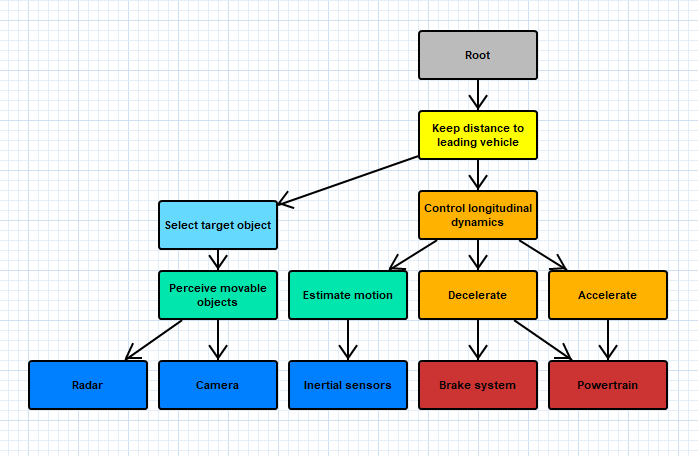 Root
Keep distance to
leading vehicle
Select target object
Control longitudinal
dynamics
Perceive movable
objects
Estimate motion
Decelerate
Accelerate
Radar
Camera
Inertial sensors
Brake system
Powertrain